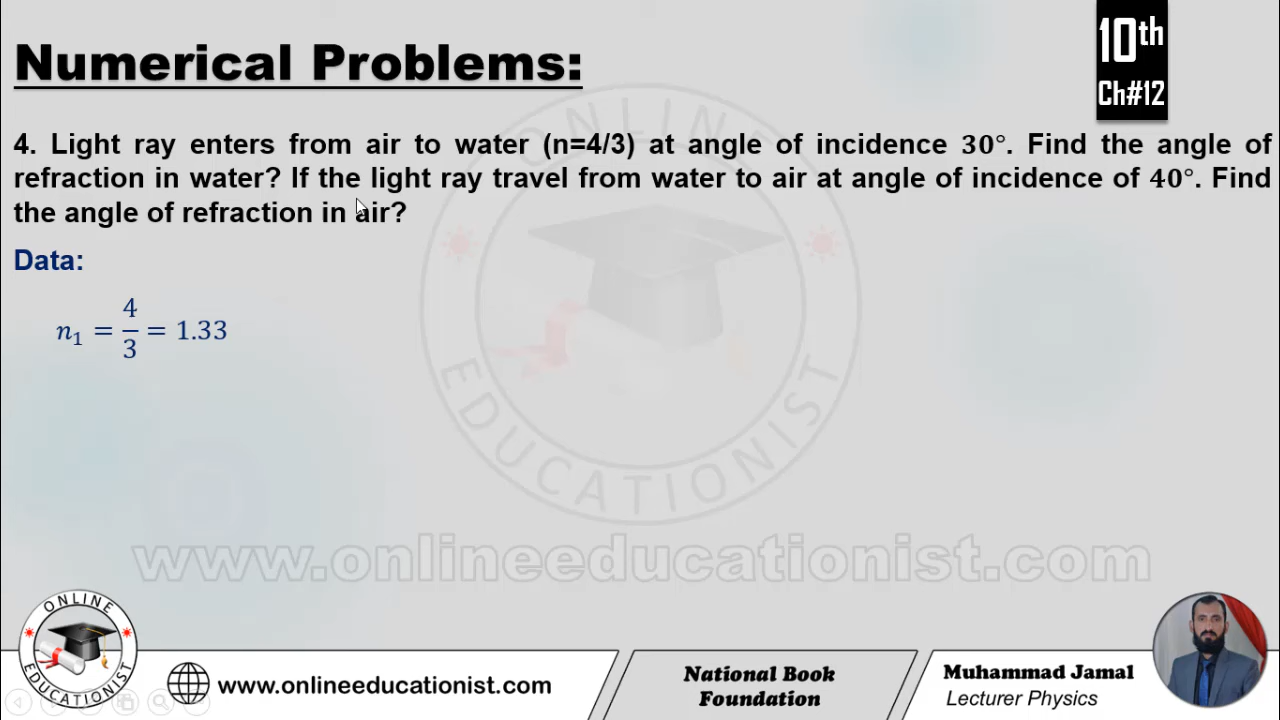 Numerical Problems:
10th
Ch#12
4. Light ray enters from air to water (n=4/3) at angle of incidence 30°. Find the angle of
refraction in water? If the light ray travel from water to air at angle of incidence of 40°. Find
the angle of refraction in air?
Data:
n₁ = 4/3 = 1.33
ONLINE
EDUCATIONIST
www.onlineeducationist.com
ONLINE
EDUCATIONIST
www.onlineeducationist.com
National Book
Foundation
Muhammad Jamal
Lecturer Physics